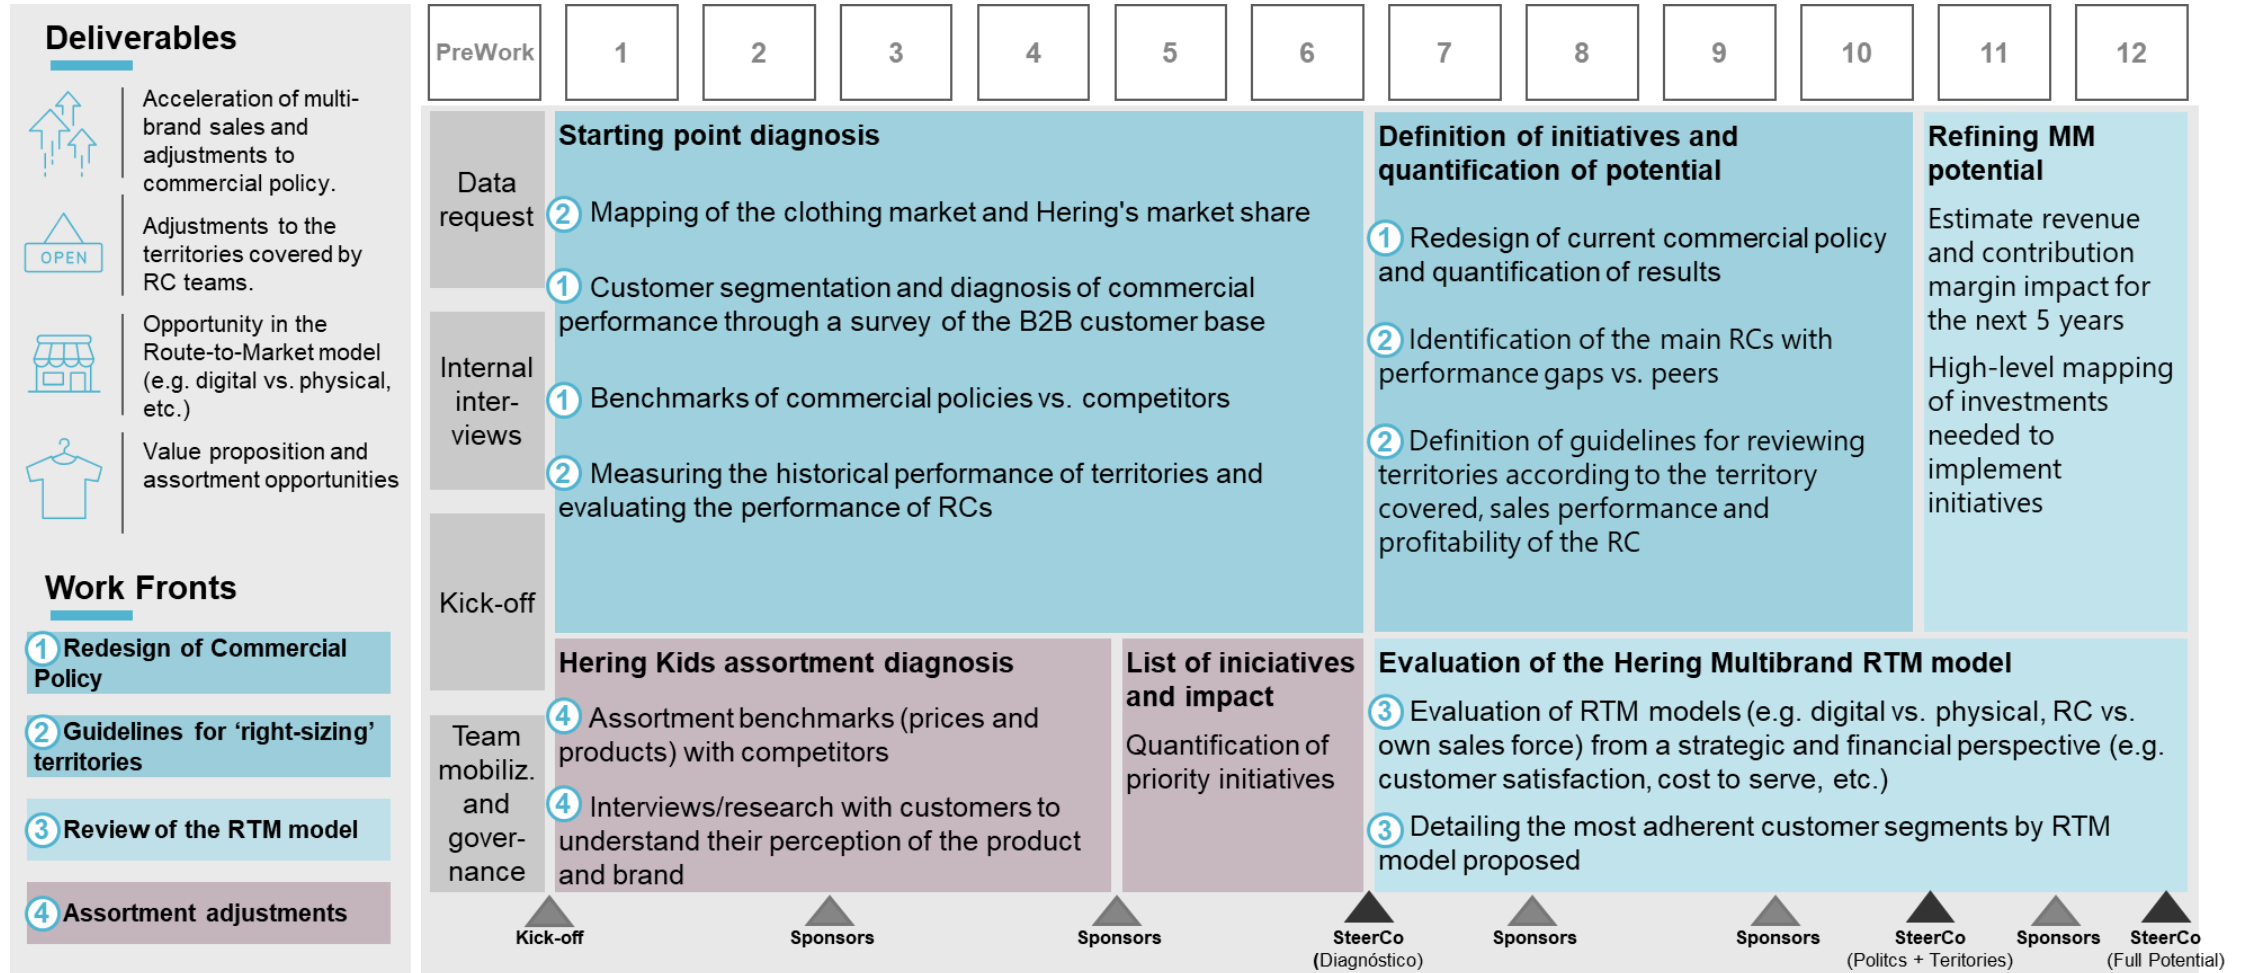 Deliverables
Acceleration of multi-
brand sales and
adjustments to
commercial policy.
OPEN
Adjustments to the
territories covered by
RC teams.
Opportunity in the
Route-to-Market model
(e.g. digital vs. physical,
etc.)
Value proposition and
assortment opportunities
Work Fronts
1 Redesign of Commercial
Policy
2 Guidelines for ‘right-sizing’
territories
3 Review of the RTM model
4 Assortment adjustments
PreWork 1 2 3 4 5 6 7 8 9 10 11 12
Data
request
Internal
inter-
views
Kick-off
Team
mobiliz.
and
gover-
nance
Starting point diagnosis
2 Mapping of the clothing market and Hering's market share
1 Customer segmentation and diagnosis of commercial
performance through a survey of the B2B customer base
1 Benchmarks of commercial policies vs. competitors
2 Measuring the historical performance of territories and
evaluating the performance of RCs
Definition of initiatives and
quantification of potential
1 Redesign of current commercial policy
and quantification of results
2 Identification of the main RCs with
performance gaps vs. peers
2 Definition of guidelines for reviewing
territories according to the territory
covered, sales performance and
profitability of the RC
Refining MM
potential
Estimate revenue
and contribution
margin impact for
the next 5 years
High-level mapping
of investments
needed to
implement
initiatives
Hering Kids assortment diagnosis
4 Assortment benchmarks (prices and
products) with competitors
4 Interviews/research with customers to
understand their perception of the product
and brand
List of iniciatives
and impact
Quantification of
priority initiatives
Evaluation of the Hering Multibrand RTM model
3 Evaluation of RTM models (e.g. digital vs. physical, RC vs.
own sales force) from a strategic and financial perspective (e.g.
customer satisfaction, cost to serve, etc.)
3 Detailing the most adherent customer segments by RTM
model proposed
Kick-off
Sponsors
Sponsors
SteerCo
(Diagnóstico)
Sponsors
Sponsors
SteerCo
(Politcs + Teritories)
Sponsors
SteerCo
(Full Potential)